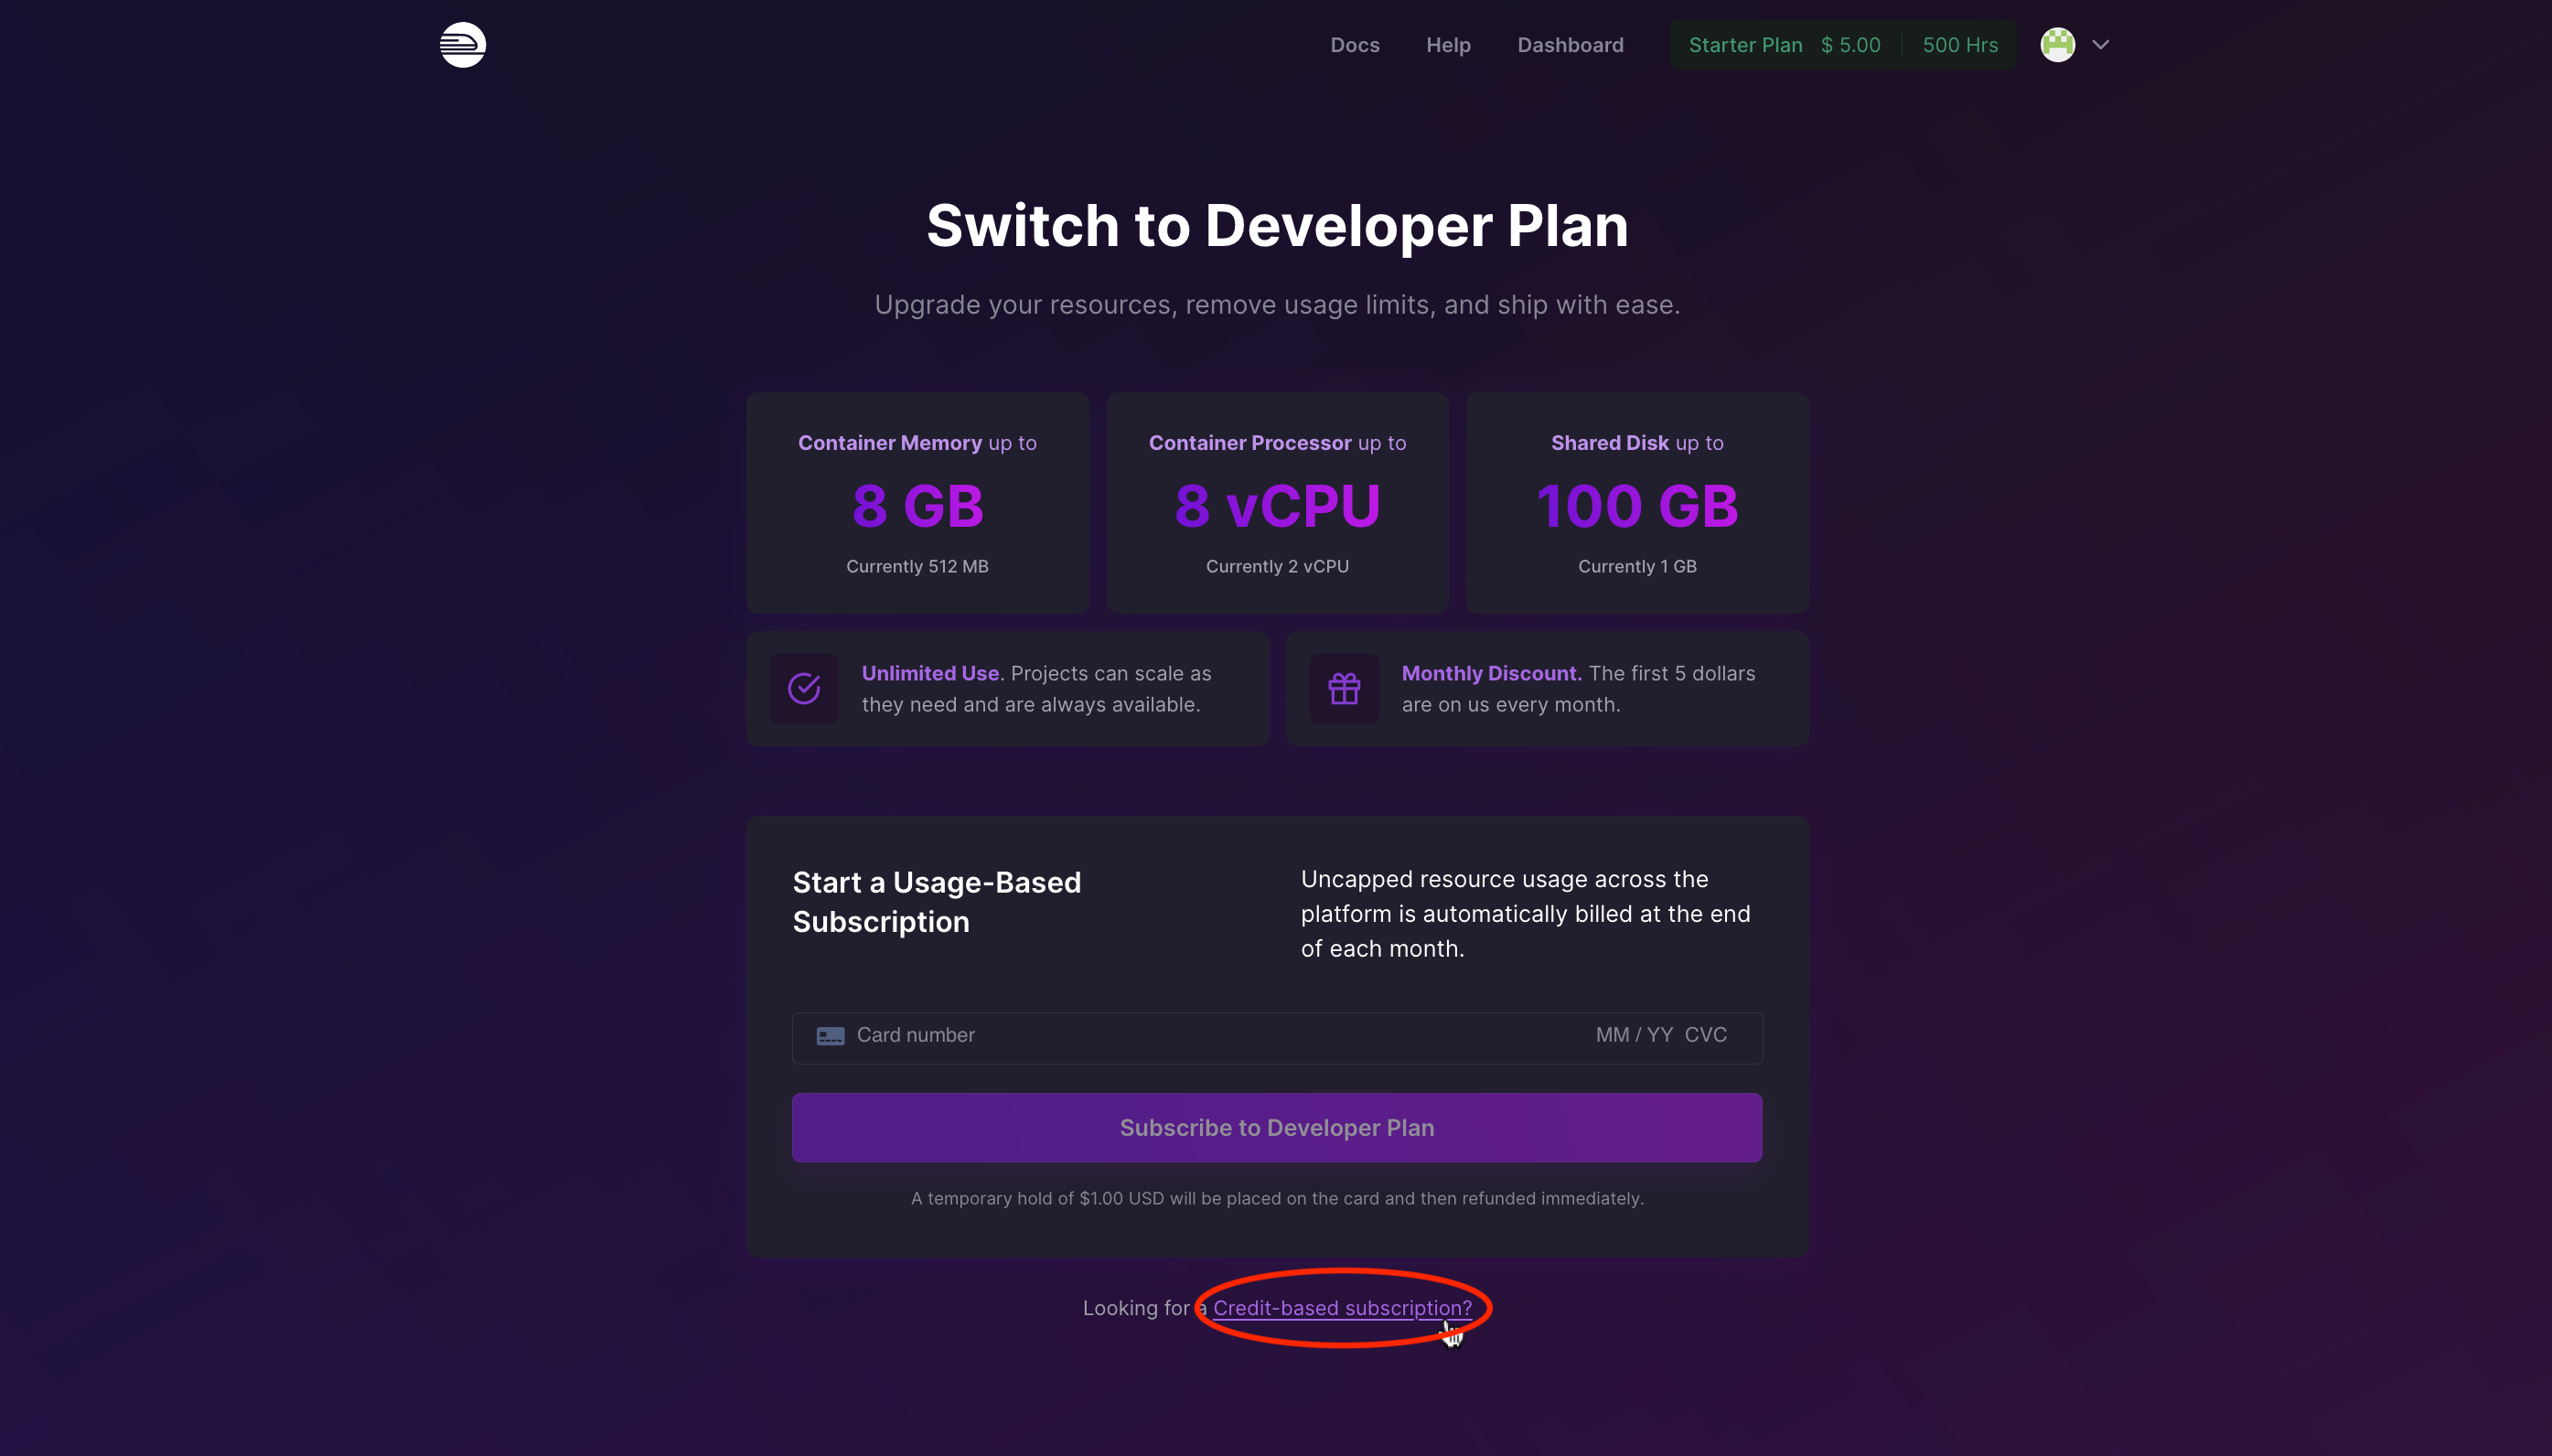 Docs Help Dashboard Starter Plan $ 5.00 500 Hrs
Switch to Developer Plan
Upgrade your resources, remove usage limits, and ship with ease.
Container Memory up to
8 GB
Currently 512 MB
Container Processor up to
8 vCPU
Currently 2 vCPU
Shared Disk up to
100 GB
Currently 1 GB
Unlimited Use. Projects can scale as
they need and are always available.
Monthly Discount. The first 5 dollars
are on us every month.
Start a Usage-Based
Subscription
Uncapped resource usage across the
platform is automatically billed at the end
of each month.
Card number MM / YY CVC
Subscribe to Developer Plan
A temporary hold of $1.00 USD will be placed on the card and then refunded immediately.
Looking for a Credit-based subscription?